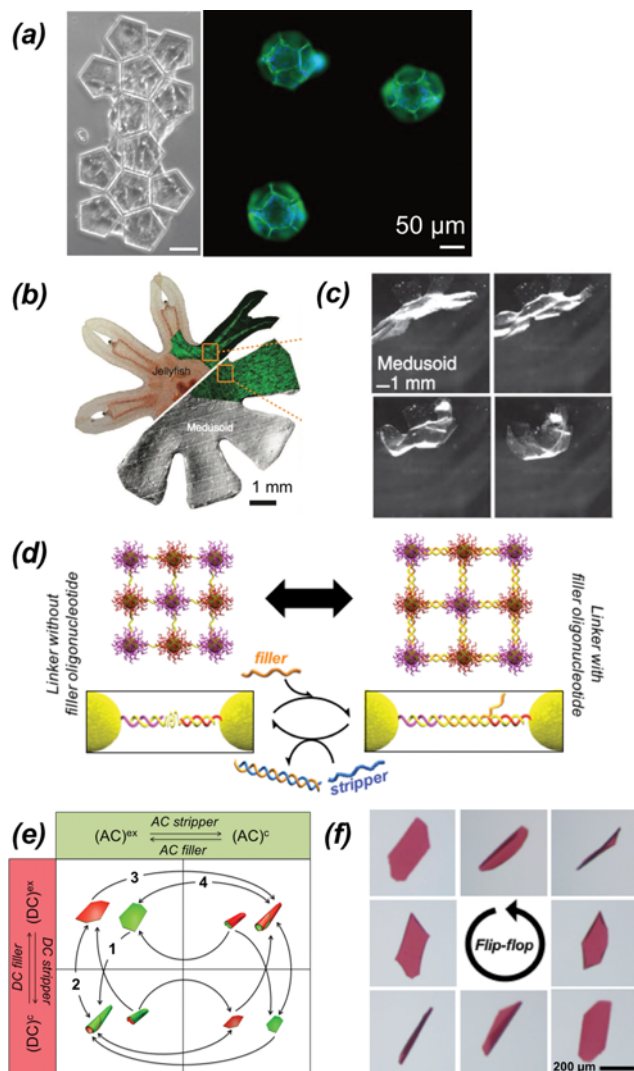 (a)
50 μm
(b)
Jellyfish
Medusoid
1 mm
(c)
Medusoid
1 mm
(d)
Linker without
filler oligonucleotide
Linker with
filler oligonucleotide
filler
stripper
(e)
(AC)ex
AC stripper
AC filler
(AC)c
(DC)ex
DC stripper
DC filler
(DC)c
3
4
1
2
(f)
Flip-flop
200 μm